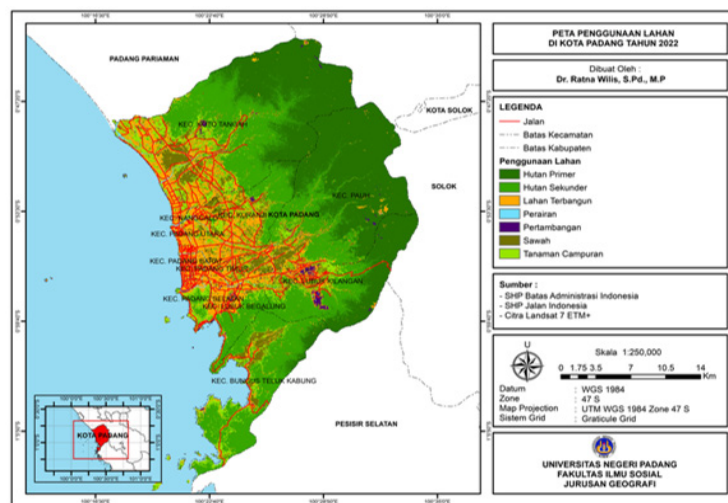 PETA PENGGUNAAN LAHAN
DI KOTA PADANG TAHUN 2022
Dibuat Oleh :
Dr. Ratna Wilis, S.Pd., M.P
LEGENDA
Jalan
Batas Kecamatan
Batas Kabupaten
Penggunaan Lahan
Hutan Primer
Hutan Sekunder
Lahan Terbangun
Perairan
Pertambangan
Sawah
Tanaman Campuran
Sumber :
- SHP Batas Administrasi Indonesia
- SHP Jalan Indonesia
- Citra Landsat 7 ETM+
U
Skala 1:250,000
0 1.75 3.5 7 10.5 14
Km
Datum : WGS 1984
Zone : 47 S
Map Projection : UTM WGS 1984 Zone 47 S
Sistem Grid : Graticule Grid
UNIVERSITAS NEGERI PADANG
FAKULTAS ILMU SOSIAL
JURUSAN GEOGRAFI
PADANG PARIAMAN
KOTA SOLOK
SOLOK
KEC. KOTO TANGAH
KEC. PAUH
KEC. KURANJI
KOTA PADANG
KEC. PADANG UTARA
KEC. PADANG BARAT
KEC. PADANG TIMUR
KEC. LUBUK KILANGAN
KEC. PADANG SELATAN
KEC. BUNGUS TELUK KABUNG
PESISIR SELATAN
KOTA PADANG